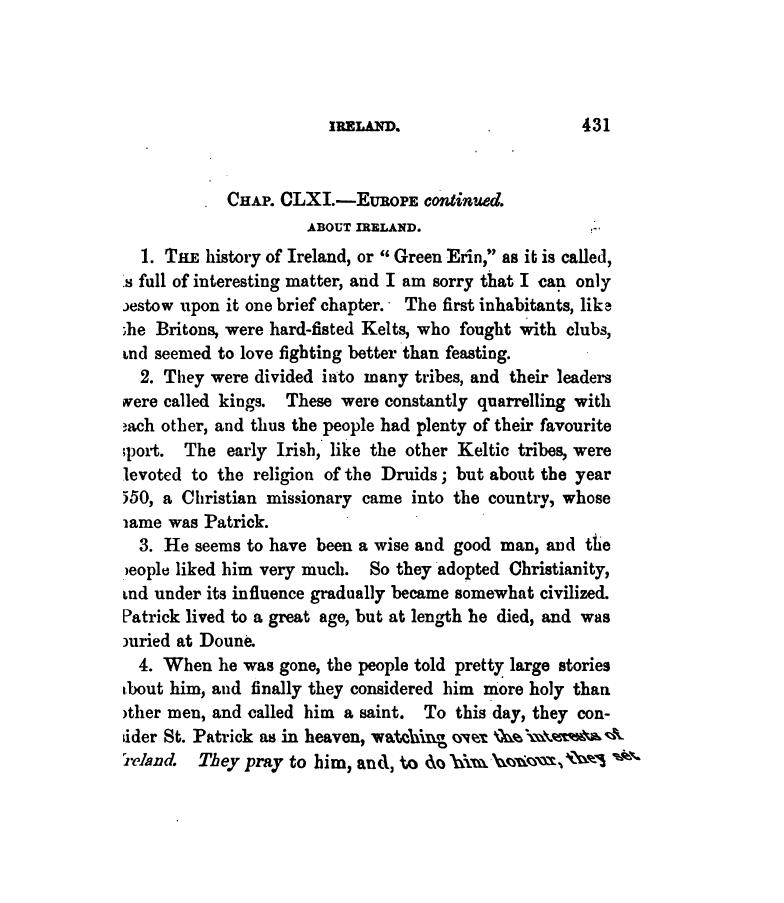 IRELAND. 431
CHAP. CLXI.—EUROPE continued.
ABOUT IRELAND.
1. THE history of Ireland, or “ Green Erin,” as it is called,
s full of interesting matter, and I am sorry that I can only
bestow upon it one brief chapter. The first inhabitants, like
the Britons, were hard-fisted Kelts, who fought with clubs,
and seemed to love fighting better than feasting.
2. They were divided into many tribes, and their leaders
were called kings. These were constantly quarrelling with
each other, and thus the people had plenty of their favourite
sport. The early Irish, like the other Keltic tribes, were
devoted to the religion of the Druids ; but about the year
550, a Christian missionary came into the country, whose
name was Patrick.
3. He seems to have been a wise and good man, and the
people liked him very much. So they adopted Christianity,
and under its influence gradually became somewhat civilized.
Patrick lived to a great age, but at length he died, and was
buried at Doune.
4. When he was gone, the people told pretty large stories
about him, and finally they considered him more holy than
other men, and called him a saint. To this day, they con-
sider St. Patrick as in heaven, watching over the interests of
Ireland. They pray to him, and, to do him honour, they set